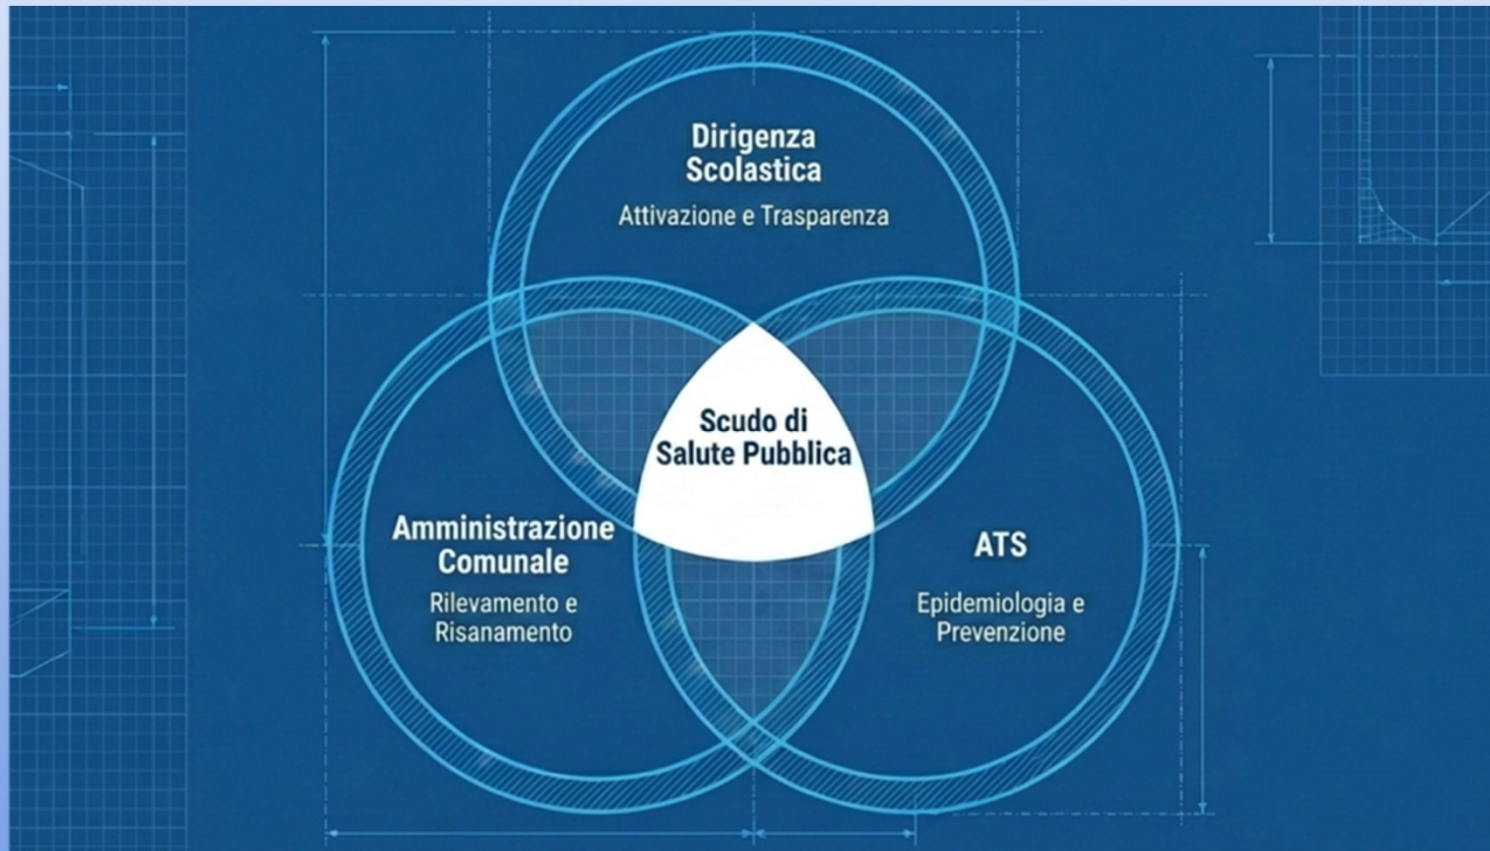 Dirigenza
Scolastica
Attivazione e Trasparenza
Scudo di
Salute Pubblica
Amministrazione
Comunale
Rilevamento e
Risanamento
ATS
Epidemiologia e
Prevenzione